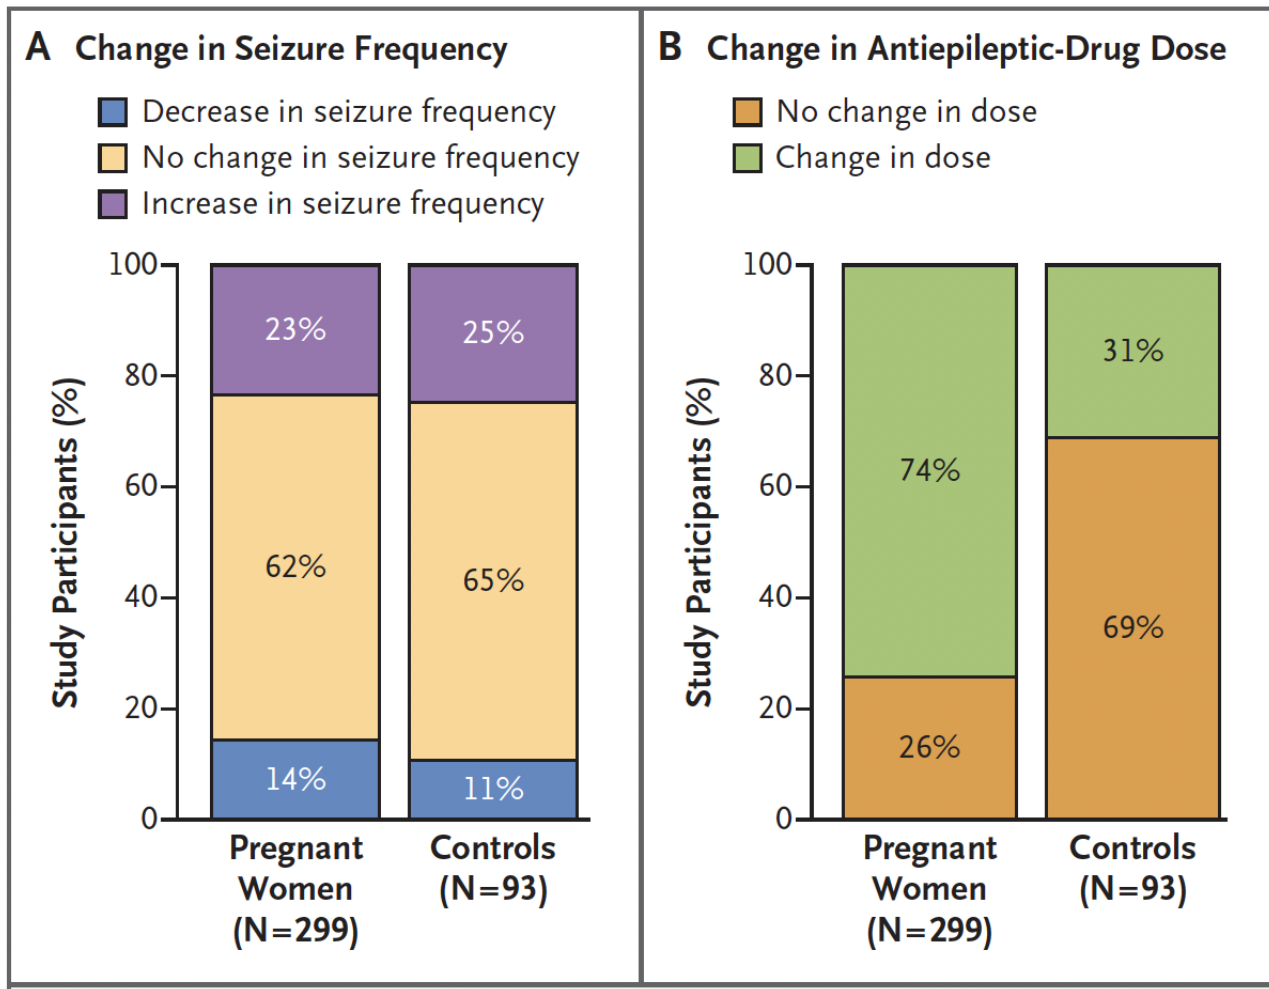 A Change in Seizure Frequency
Decrease in seizure frequency
No change in seizure frequency
Increase in seizure frequency
100
80
60
40
20
0
Study Participants (%)
23%
62%
14%
25%
65%
11%
Pregnant
Women
(N=299)
Controls
(N=93)
B Change in Antiepileptic-Drug Dose
No change in dose
Change in dose
100
80
60
40
20
0
Study Participants (%)
74%
26%
31%
69%
Pregnant
Women
(N=299)
Controls
(N=93)